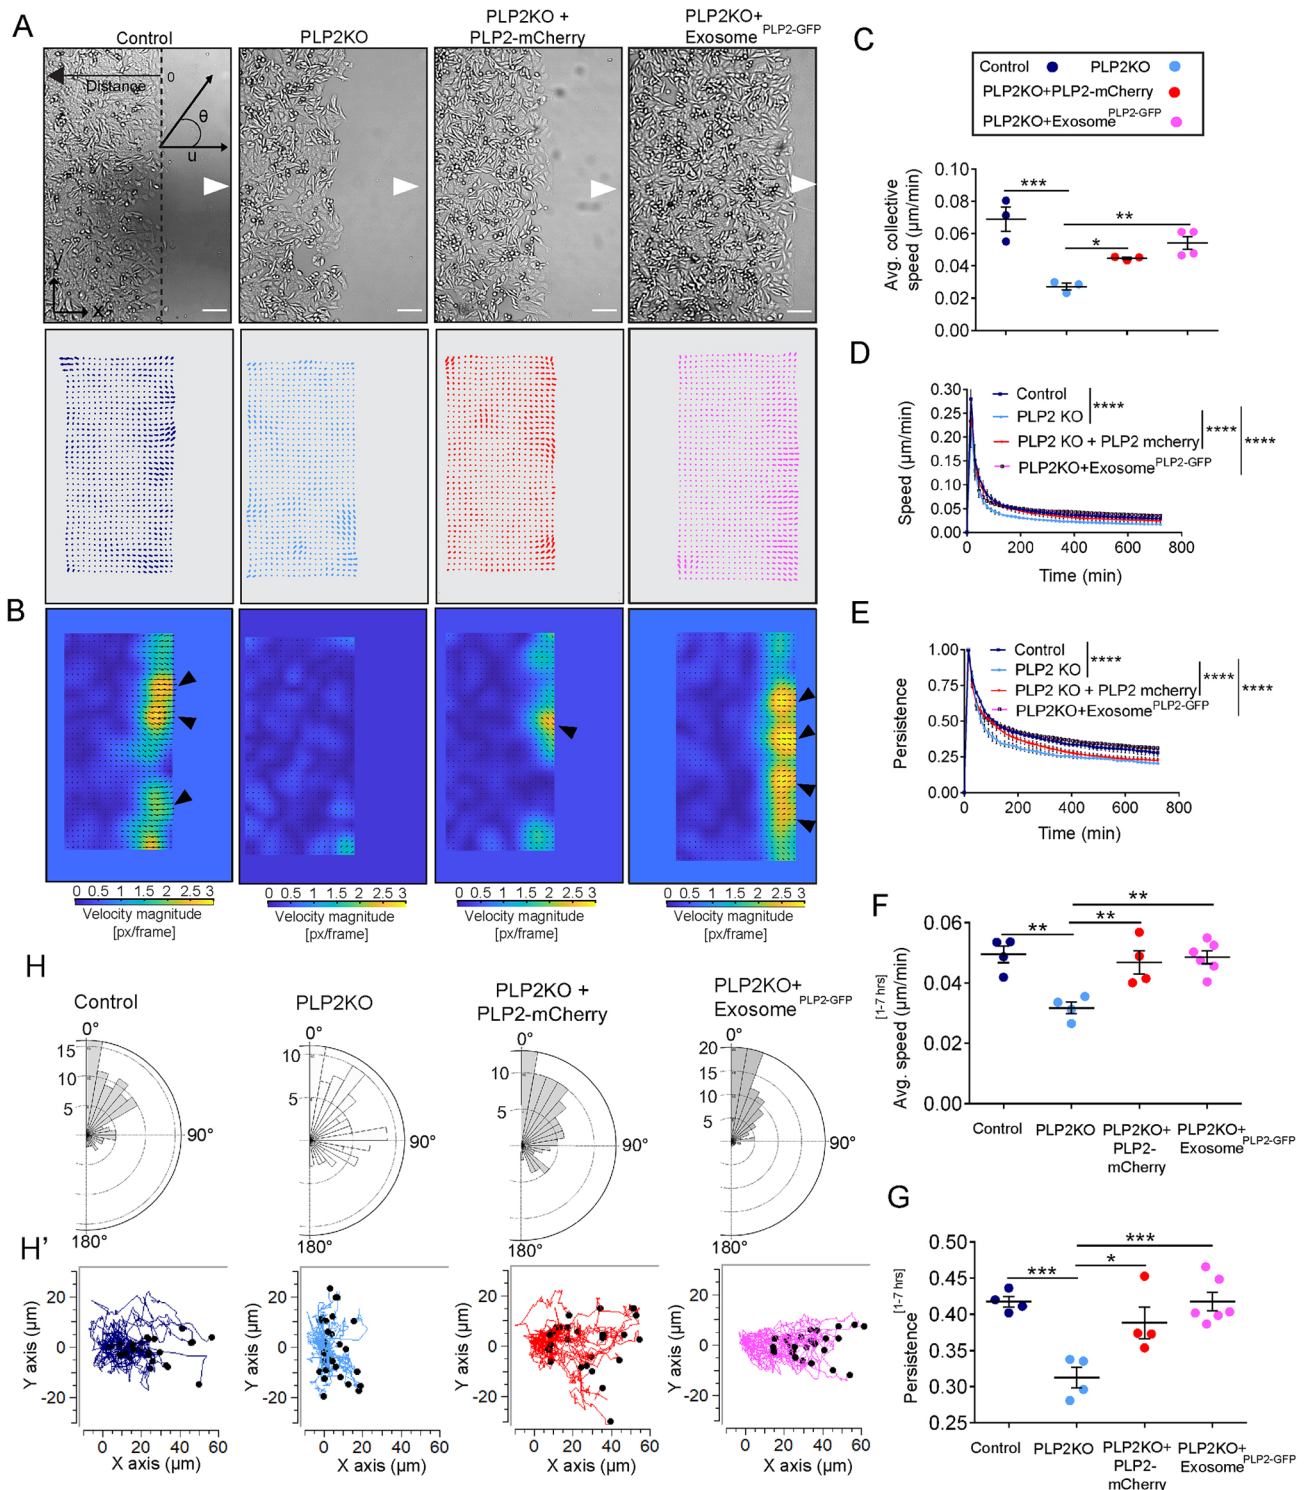 A
Control
PLP2KO
PLP2KO +
PLP2-mCherry
PLP2KO+
Exosome PLP2-GFP
Distance
0
θ
u
y
x
B
0 0.5 1 1.5 2 2.5 3
Velocity magnitude
[px/frame]
0 0.5 1 1.5 2 2.5 3
Velocity magnitude
[px/frame]
0 0.5 1 1.5 2 2.5 3
Velocity magnitude
[px/frame]
0 0.5 1 1.5 2 2.5 3
Velocity magnitude
[px/frame]
C
Control
PLP2KO
PLP2KO+PLP2-mCherry
PLP2KO+Exosome PLP2-GFP
Avg. collective
speed (µm/min)
0.10
0.08
0.06
0.04
0.02
0.00
***
**
*
D
Speed (µm/min)
0.30
0.25
0.20
0.15
0.10
0.05
0.00
Control
PLP2 KO
PLP2 KO + PLP2 mcherry
PLP2KO+Exosome PLP2-GFP
****
****
****
0 200 400 600 800
Time (min)
E
Persistence
1.00
0.75
0.50
0.25
0.00
Control
PLP2 KO
PLP2 KO + PLP2 mcherry
PLP2KO+Exosome PLP2-GFP
****
****
****
0 200 400 600 800
Time (min)
F
[1-7 hrs]
Avg. speed (µm/min)
0.06
0.04
0.02
0.00
**
**
**
Control
PLP2KO
PLP2KO+
PLP2-
mCherry
PLP2KO+
Exosome PLP2-GFP
G
Persistence [1-7 hrs]
0.50
0.45
0.40
0.35
0.30
0.25
***
*
***
Control
PLP2KO
PLP2KO+
PLP2-
mCherry
PLP2KO+
Exosome PLP2-GFP
H
Control
0°
15
10
5
90°
180°
PLP2KO
0°
10
5
90°
180°
PLP2KO +
PLP2-mCherry
0°
15
10
5
90°
180°
PLP2KO+
Exosome PLP2-GFP
0°
20
15
10
5
90°
180°
H'
Y axis (µm)
20
0
-20
0 20 40 60
X axis (µm)
Y axis (µm)
20
0
-20
0 20 40 60
X axis (µm)
Y axis (µm)
20
0
-20
0 20 40 60
X axis (µm)
Y axis (µm)
20
0
-20
0 20 40 60
X axis (µm)